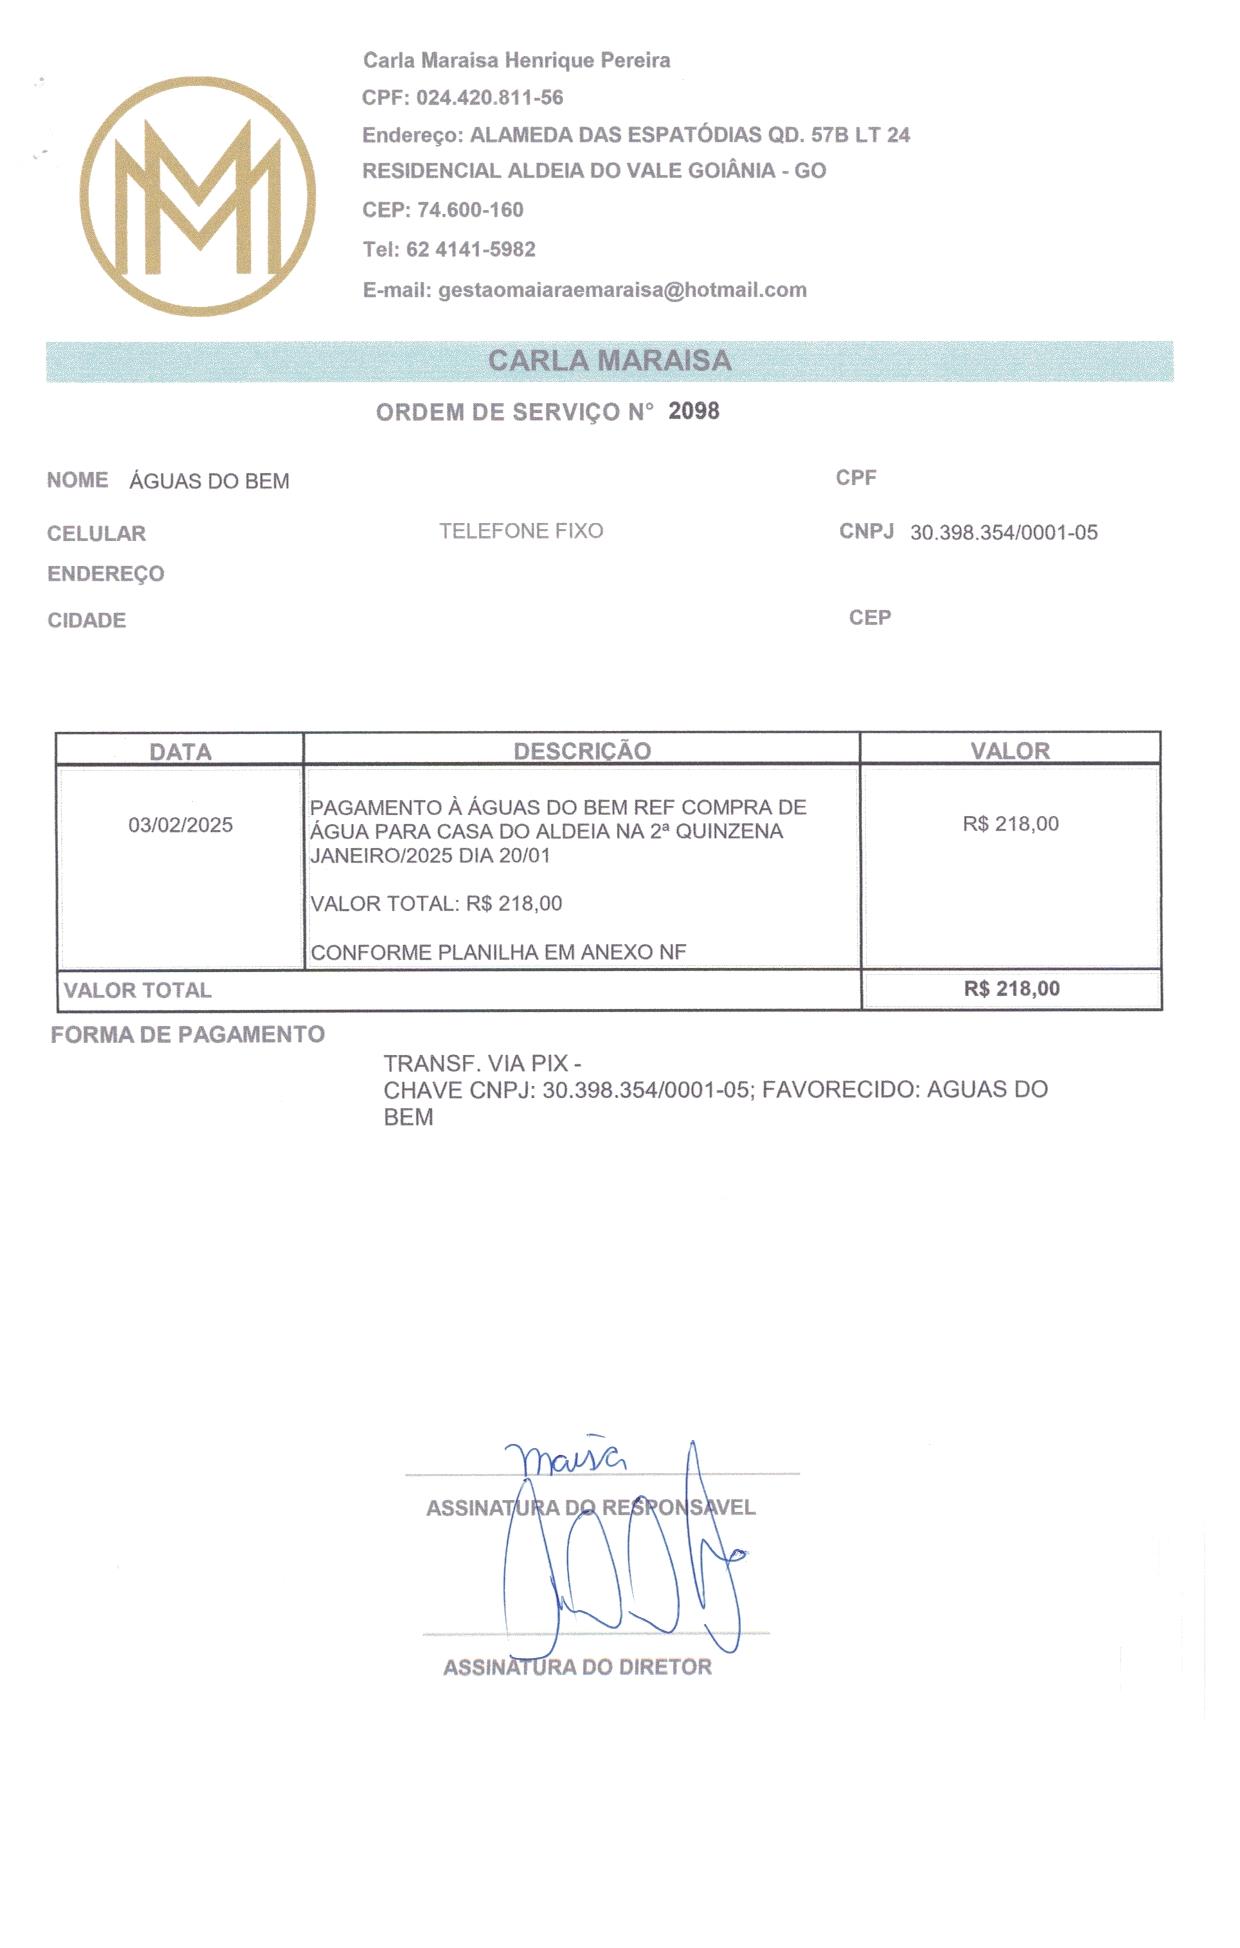 Carla Maraisa Henrique Pereira
CPF: 024.420.811-56
Endereço: ALAMEDA DAS ESPATÓDIAS QD. 57B LT 24
RESIDENCIAL ALDEIA DO VALE GOIÂNIA - GO
CEP: 74.600-160
Tel: 62 4141-5982
E-mail: gestaomaiaraemaraisa@hotmail.com
CARLA MARAISA
ORDEM DE SERVIÇO N° 2098
NOME ÁGUAS DO BEM CPF
CELULAR TELEFONE FIXO CNPJ 30.398.354/0001-05
ENDEREÇO
CIDADE CEP
DATA DESCRIÇÃO VALOR
03/02/2025 PAGAMENTO À ÁGUAS DO BEM REF COMPRA DE R$ 218,00
ÁGUA PARA CASA DO ALDEIA NA 2ª QUINZENA
JANEIRO/2025 DIA 20/01
VALOR TOTAL: R$ 218,00
CONFORME PLANILHA EM ANEXO NF
VALOR TOTAL R$ 218,00
FORMA DE PAGAMENTO
TRANSF. VIA PIX -
CHAVE CNPJ: 30.398.354/0001-05; FAVORECIDO: AGUAS DO
BEM
ASSINATURA DO RESPONSAVEL
ASSINATURA DO DIRETOR